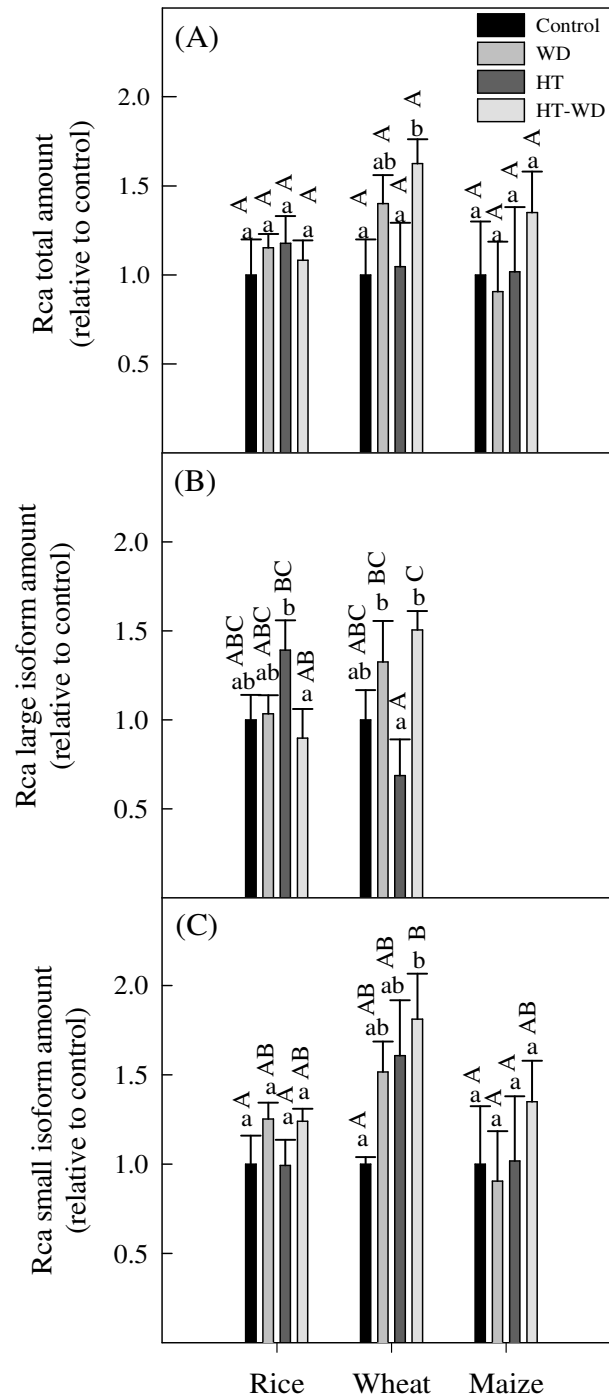 (A)
Control
WD
HT
HT-WD
Rca total amount
(relative to control)
2.0
1.5
1.0
0.5
A A A A A A A A A A A A
a a a a a ab a b a a a a
(B)
Rca large isoform amount
(relative to control)
2.0
1.5
1.0
0.5
ABC ABC BC AB ABC BC A C
ab ab b a ab b a b
(C)
Rca small isoform amount
(relative to control)
2.0
1.5
1.0
0.5
A AB A AB A AB AB B A A A AB
a a a a a ab ab b a a a a
Rice Wheat Maize